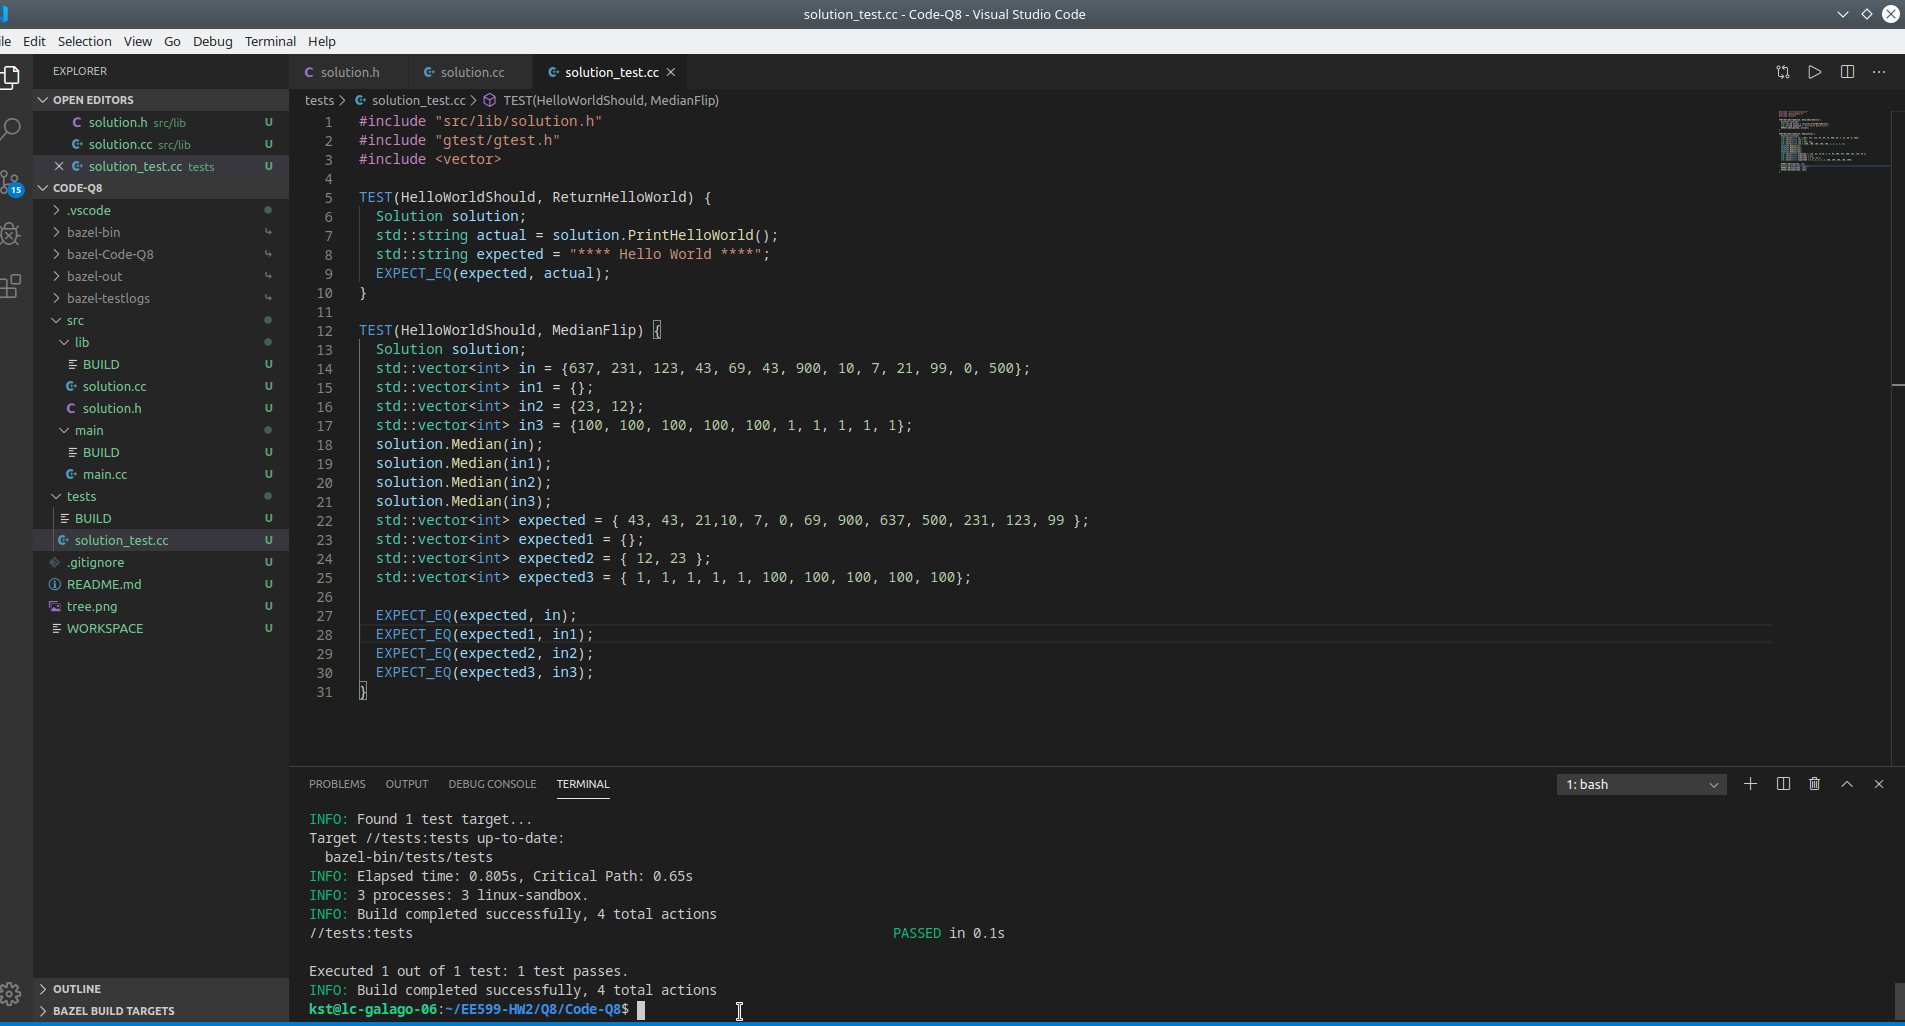 solution_test.cc - Code-Q8 - Visual Studio Code
ile Edit Selection View Go Debug Terminal Help
EXPLORER
OPEN EDITORS
solution.h src/lib U
solution.cc src/lib U
solution_test.cc tests U
15
CODE-Q8
.vscode
bazel-bin
bazel-Code-Q8
bazel-out
bazel-testlogs
src
lib
BUILD U
solution.cc U
solution.h U
main
BUILD U
main.cc U
tests
BUILD U
solution_test.cc U
.gitignore U
README.md U
tree.png U
WORKSPACE U
OUTLINE
BAZEL BUILD TARGETS
solution.h solution.cc solution_test.cc
tests > solution_test.cc > TEST(HelloWorldShould, MedianFlip)
1 #include "src/lib/solution.h"
2 #include "gtest/gtest.h"
3 #include <vector>
4
5 TEST(HelloWorldShould, ReturnHelloWorld) {
6 Solution solution;
7 std::string actual = solution.PrintHelloWorld();
8 std::string expected = "**** Hello World ****";
9 EXPECT_EQ(expected, actual);
10 }
11
12 TEST(HelloWorldShould, MedianFlip) {
13 Solution solution;
14 std::vector<int> in = {637, 231, 123, 43, 69, 43, 900, 10, 7, 21, 99, 0, 500};
15 std::vector<int> in1 = {};
16 std::vector<int> in2 = {23, 12};
17 std::vector<int> in3 = {100, 100, 100, 100, 100, 1, 1, 1, 1, 1};
18 solution.Median(in);
19 solution.Median(in1);
20 solution.Median(in2);
21 solution.Median(in3);
22 std::vector<int> expected = { 43, 43, 21,10, 7, 0, 69, 900, 637, 500, 231, 123, 99 };
23 std::vector<int> expected1 = {};
24 std::vector<int> expected2 = { 12, 23 };
25 std::vector<int> expected3 = { 1, 1, 1, 1, 1, 100, 100, 100, 100, 100};
26
27 EXPECT_EQ(expected, in);
28 EXPECT_EQ(expected1, in1);
29 EXPECT_EQ(expected2, in2);
30 EXPECT_EQ(expected3, in3);
31 }
PROBLEMS OUTPUT DEBUG CONSOLE TERMINAL 1: bash
INFO: Found 1 test target...
Target //tests:tests up-to-date:
bazel-bin/tests/tests
INFO: Elapsed time: 0.805s, Critical Path: 0.65s
INFO: 3 processes: 3 linux-sandbox.
INFO: Build completed successfully, 4 total actions
//tests:tests PASSED in 0.1s
Executed 1 out of 1 test: 1 test passes.
INFO: Build completed successfully, 4 total actions
kst@lc-galago-06:~/EE599-HW2/Q8/Code-Q8$